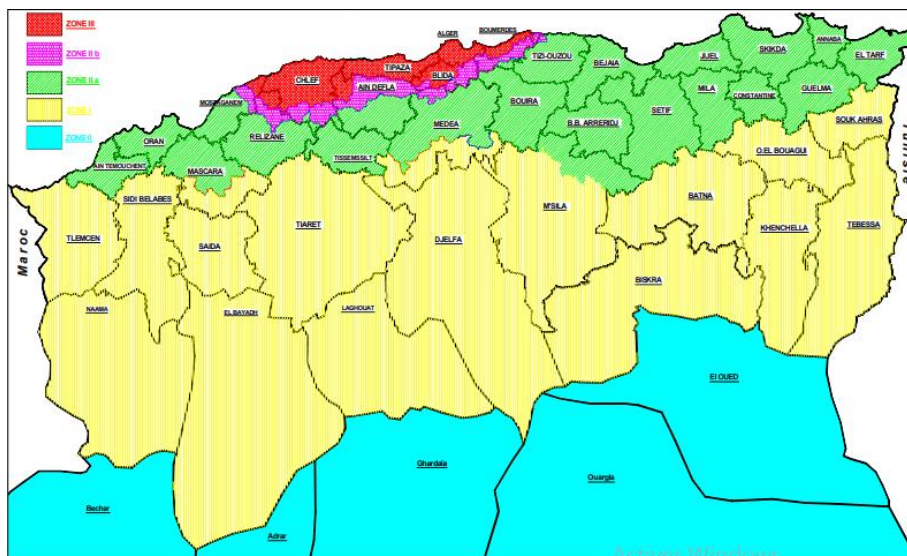 ZONE III
ZONE II b
ZONE II a
ZONE I
ZONE II
ALGER
BOUMERDES
TIPAZA
BLIDA
CHLEF
AIN DEFLA
TIZI-OUZOU
BEJAIA
JIJEL
SKIKDA
ANNABA
EL TARF
MOSTAGANEM
RELIZANE
MEDEA
BOUIRA
B.B. ARRERIDJ
SETIF
MILA
CONSTANTINE
GUELMA
SOUK AHRAS
ORAN
AIN TEMOUCHENT
MASCARA
TISSEMSSILT
O.EL BOUAGUI
Tunisie
Maroc
TLEMCEN
SIDI BELABES
SAIDA
TIARET
DJELFA
M'SILA
BATNA
KHENCHELLA
TEBESSA
BISKRA
NAAMA
EL BAYADH
LAGHOUAT
El OUED
Ghardaia
Ouargla
Bechar
Adrar